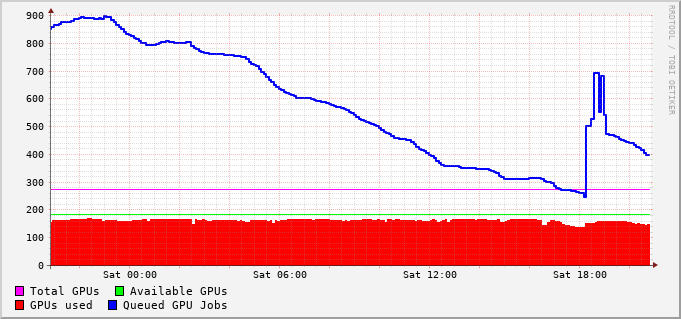 900
800
700
600
500
400
300
200
100
0
Sat 00:00 Sat 06:00 Sat 12:00 Sat 18:00
Total GPUs Available GPUs
GPUs used Queued GPU Jobs
RRDTOOL / TOBI OETIKER